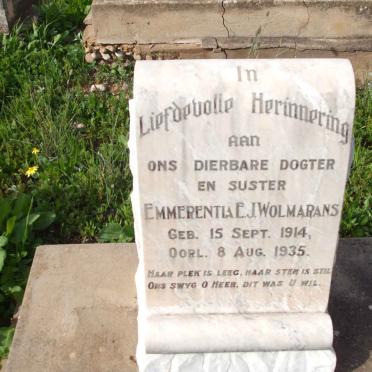 In
Liefdevolle Herinnering
AAN
ONS DIERBARE DOGTER
EN SUSTER
EMMERENTIA E.J. WOLMARANS
GEB. 15 SEPT. 1914,
OORL. 8 AUG. 1935.
HAAR PLEK IS LEEG, HAAR STEM IS STIL
ONS SWYG O HEER, DIT WAS U WIL.